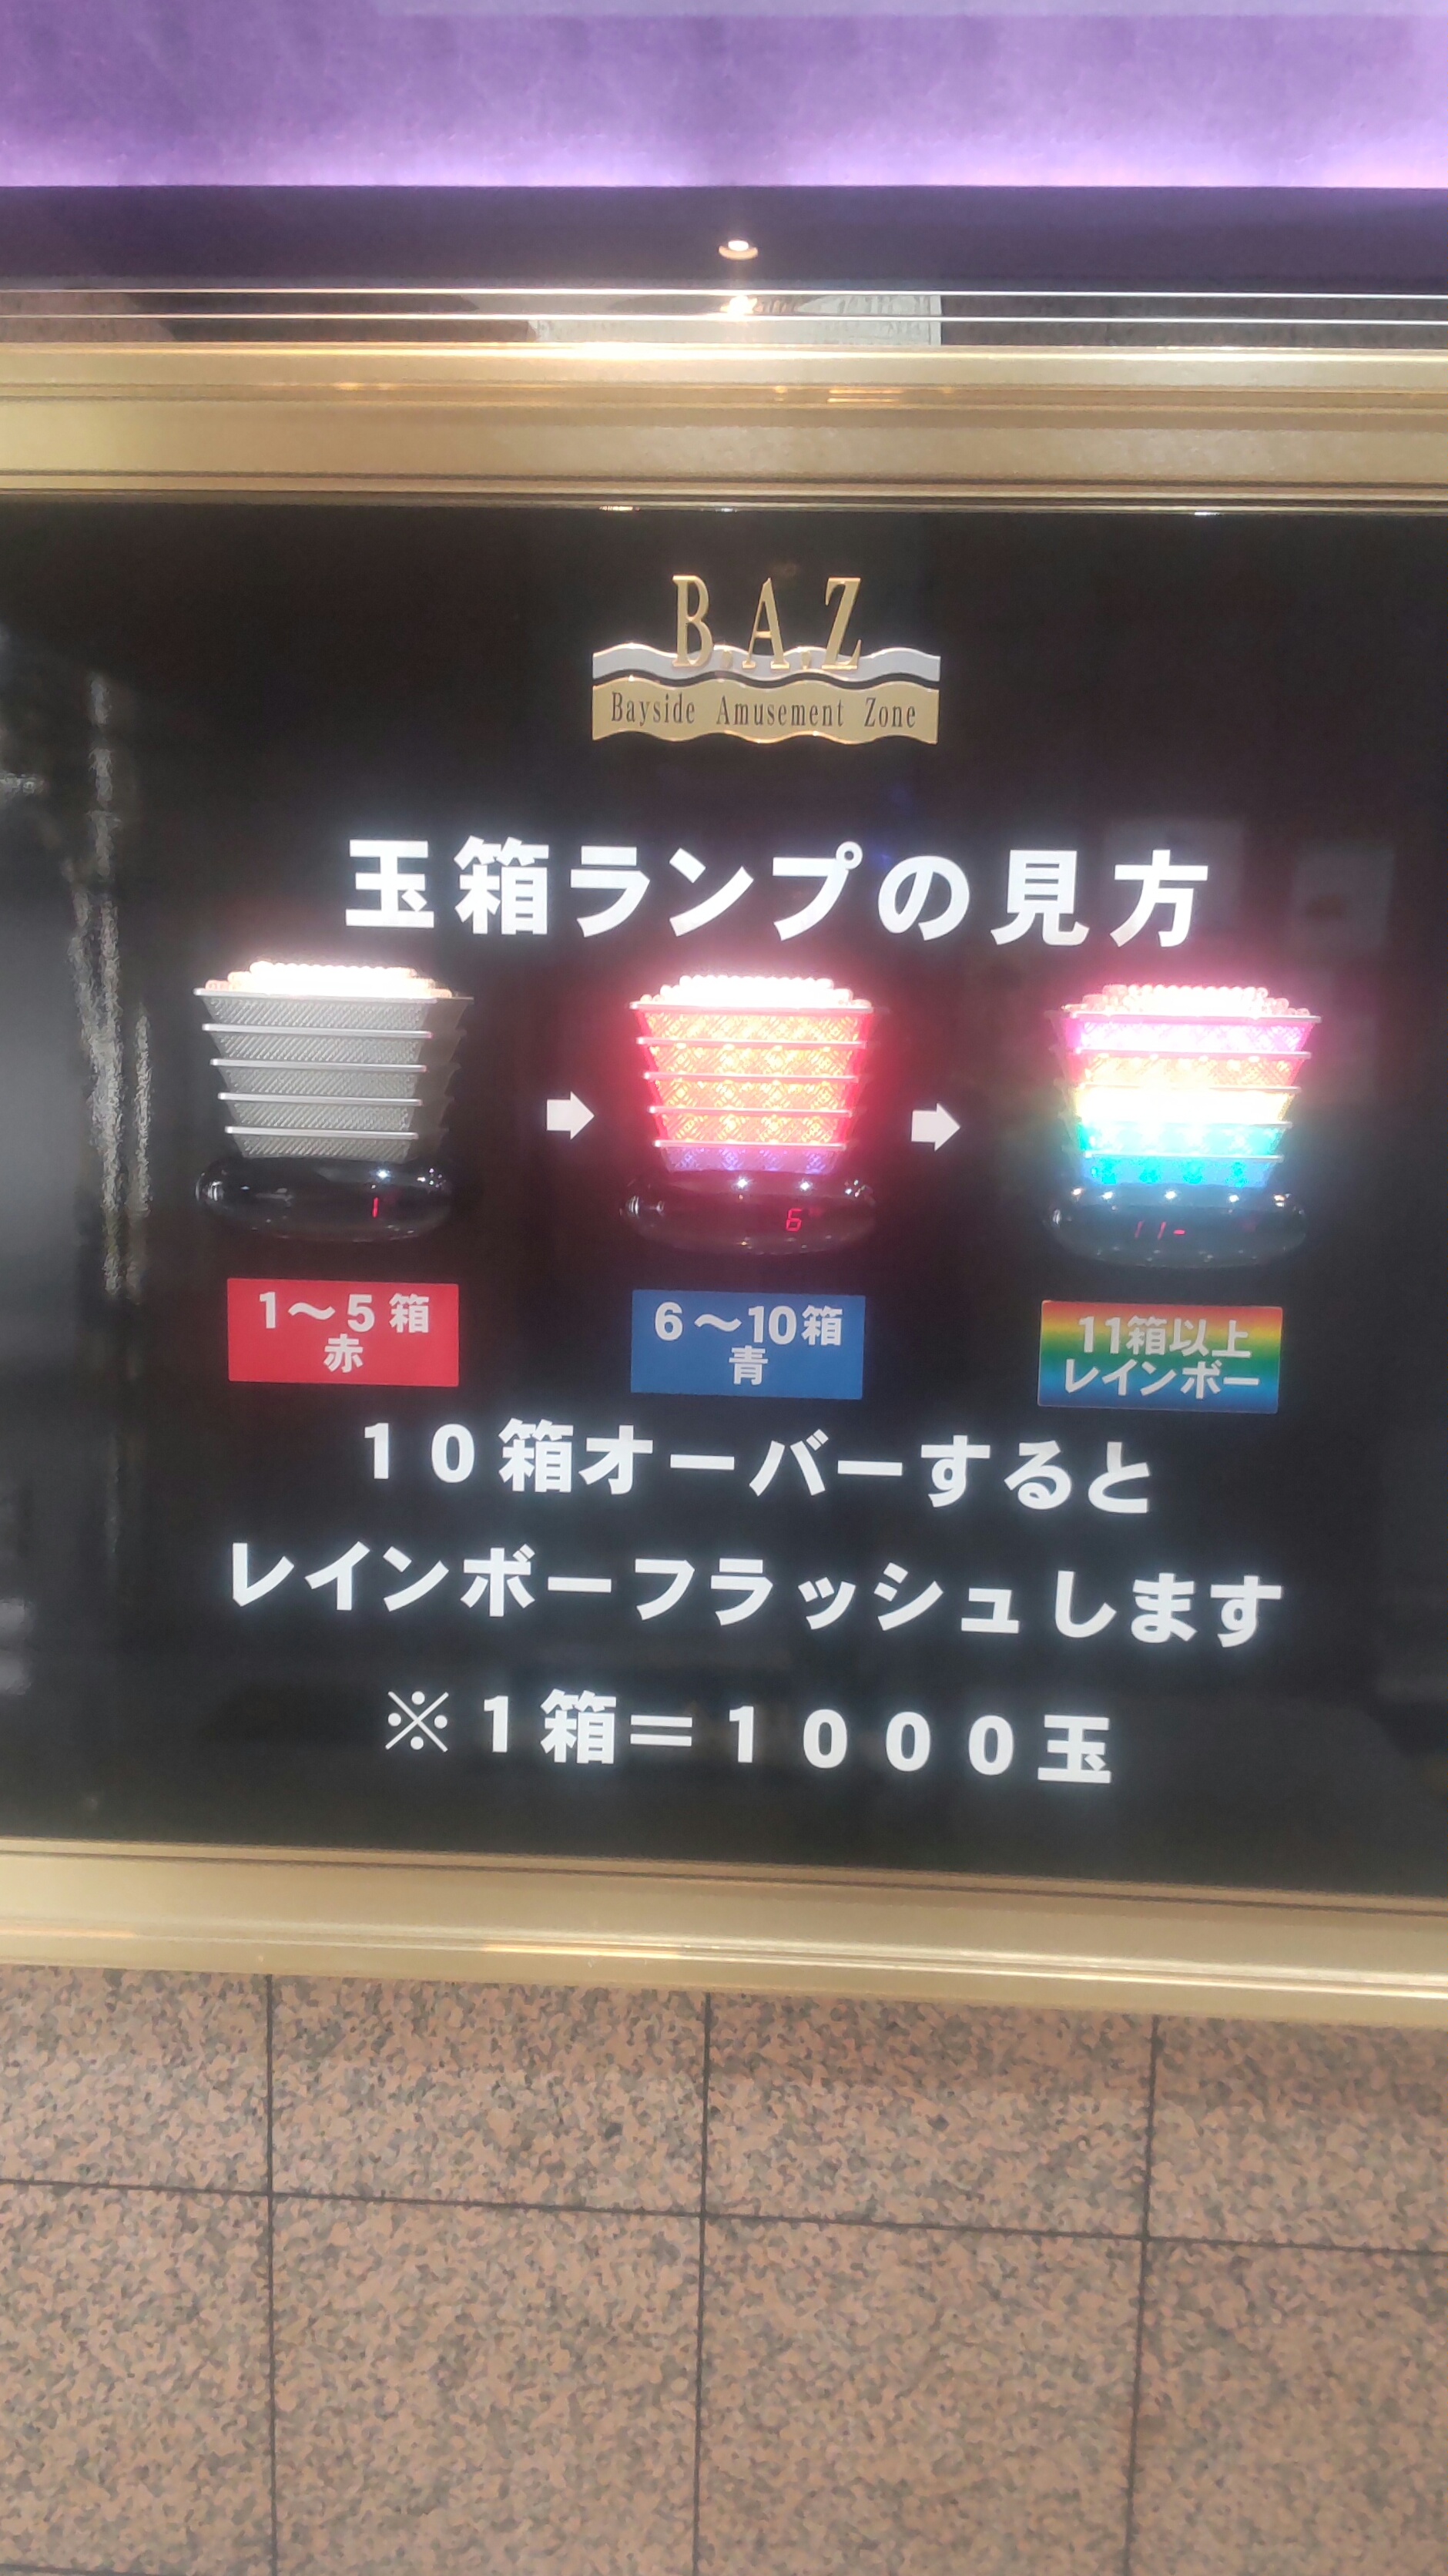 B.A.Z
Bayside Amusement Zone
玉箱ランプの見方
1
6
11-
1～5箱
赤
6～10箱
青
11箱以上
レインボー
１０箱オーバーすると
レインボーフラッシュします
※１箱＝１０００玉